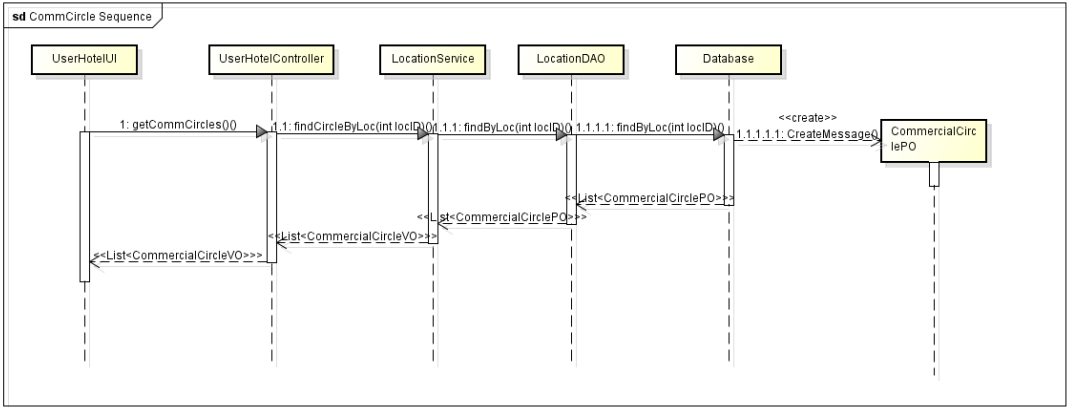 sd CommCircle Sequence
UserHotelUI
UserHotelController
LocationService
LocationDAO
Database
<<create>>
1: getCommCircles()()
1.1: findCircleByLoc(int locID)()
1.1.1: findByLoc(int locID)()
1.1.1.1: findByLoc(int locID)()
1.1.1.1.1: CreateMessage()
CommercialCirc
lePO
<<List<CommercialCirclePO>>>
<<List<CommercialCirclePO>>>
<<List<CommercialCircleVO>>>
<<List<CommercialCircleVO>>>